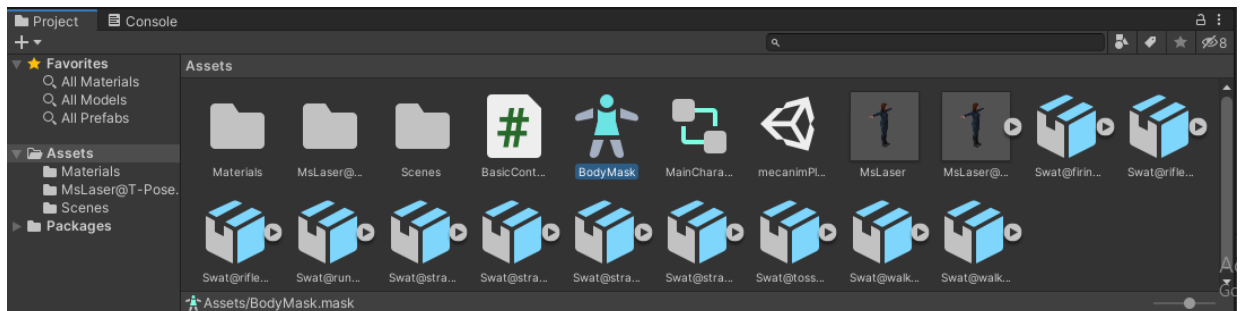 Project Console
8
Favorites Assets
All Materials
All Models
All Prefabs
Assets
Materials
MsLaser@T-Pose.
Scenes
Packages
Materials MsLaser@... Scenes BasicCont... BodyMask MainChara... mecanimPl... MsLaser MsLaser@... Swat@firin... Swat@rifle...
Swat@rifle... Swat@run... Swat@stra... Swat@stra... Swat@stra... Swat@stra... Swat@toss... Swat@walk... Swat@walk...
Assets/BodyMask.mask